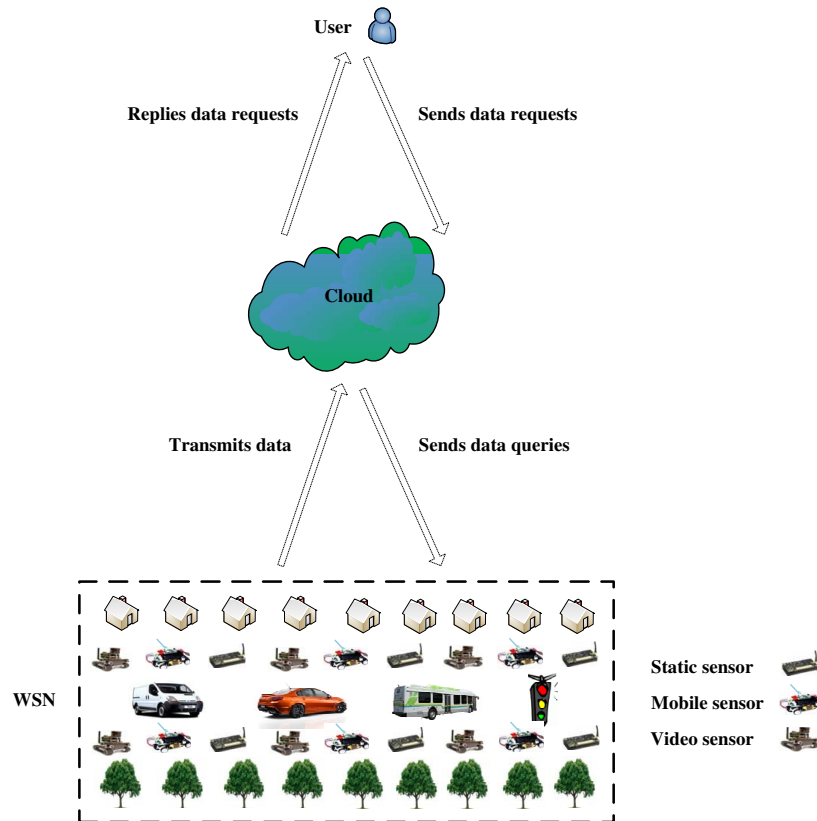 User
Replies data requests
Sends data requests
Cloud
Transmits data
Sends data queries
WSN
Static sensor
Mobile sensor
Video sensor